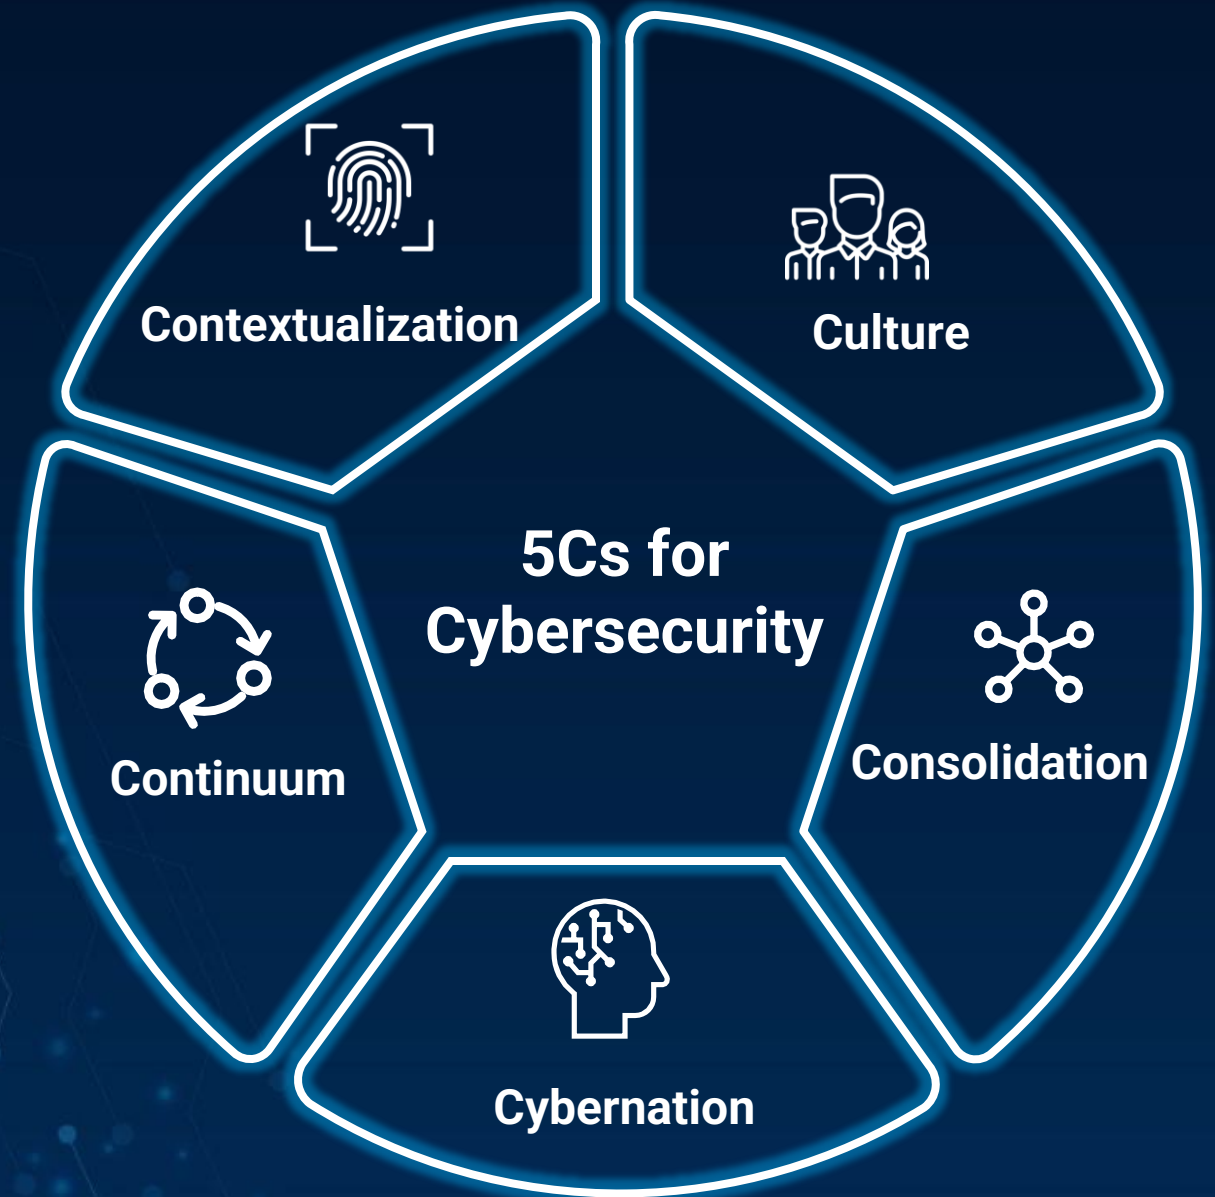 Contextualization
Culture
5Cs for
Cybersecurity
Continuum
Consolidation
Cybernation